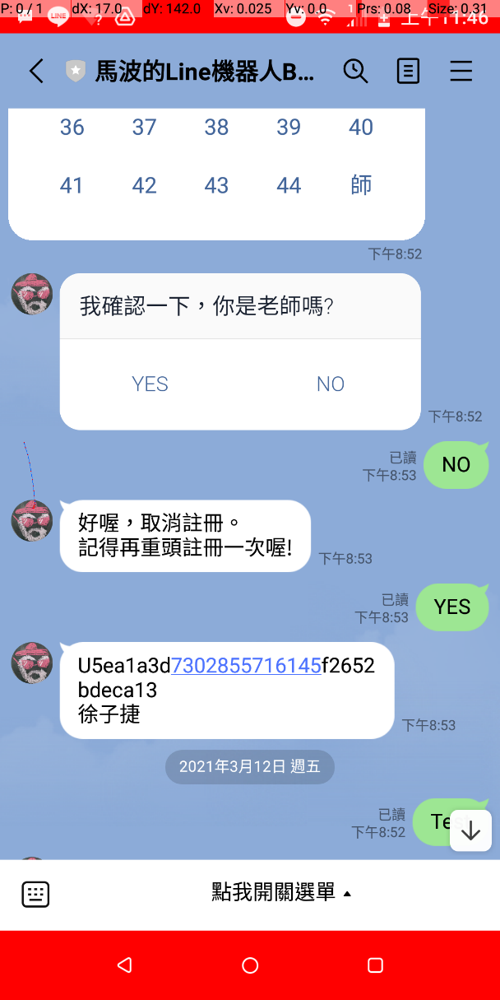 P: 0 / 1 dX: 17.0 dY: 142.0 Xv: 0.025 Yv: 0.0 Prs: 0.08 Size: 0.31
LINE
馬波的Line機器人B...
36 37 38 39 40
41 42 43 44 師
下午8:52
我確認一下，你是老師嗎?
YES NO
下午8:52
已讀
下午8:53
NO
好喔，取消註冊。
記得再重頭註冊一次喔!
下午8:53
已讀
下午8:53
YES
U5ea1a3d7302855716145f2652
bdeca13
徐子捷
下午8:53
2021年3月12日 週五
已讀
下午8:52
點我開關選單